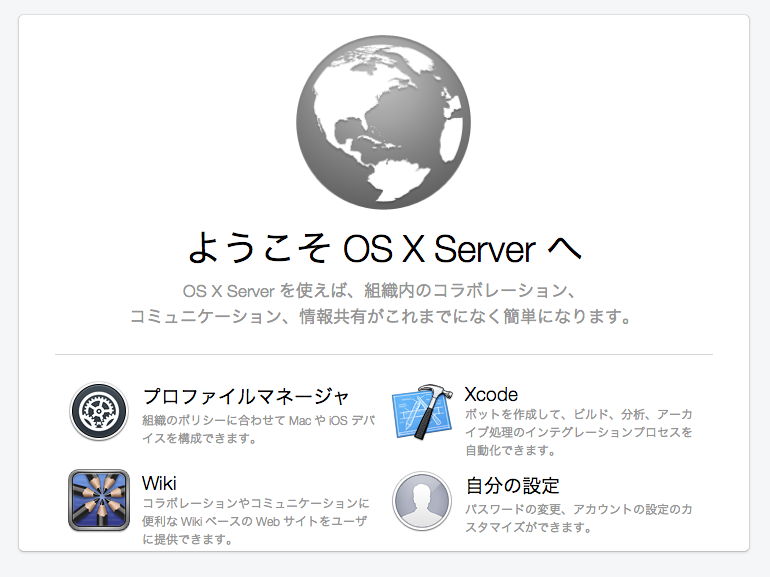 ようこそ OS X Server へ
OS X Server を使えば、組織内のコラボレーション、
コミュニケーション、情報共有がこれまでになく簡単になります。
プロファイルマネージャ
組織のポリシーに合わせて Mac や iOS デバ
イスを構成できます。
Xcode
ボットを作成して、ビルド、分析、アーカ
イブ処理のインテグレーションプロセスを
自動化できます。
Wiki
コラボレーションやコミュニケーションに
便利な Wiki ベースの Web サイトをユーザ
に提供できます。
自分の設定
パスワードの変更、アカウントの設定のカ
スタマイズができます。